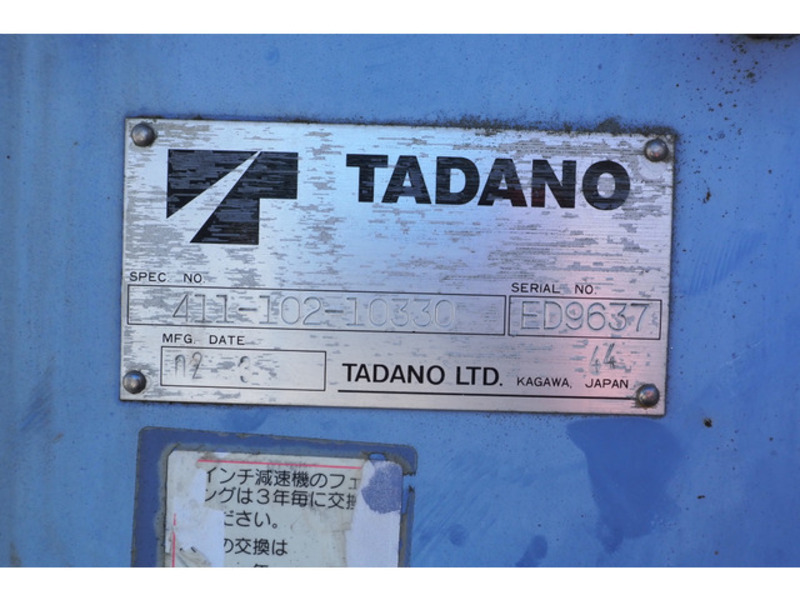 TADANO
SPEC. NO.
411-102-10330
SERIAL NO.
ED9637
MFG. DATE
02 3
44
TADANO LTD. KAGAWA, JAPAN
インチ減速機のフェ
ングは3年毎に交換
ださい。
の交換は